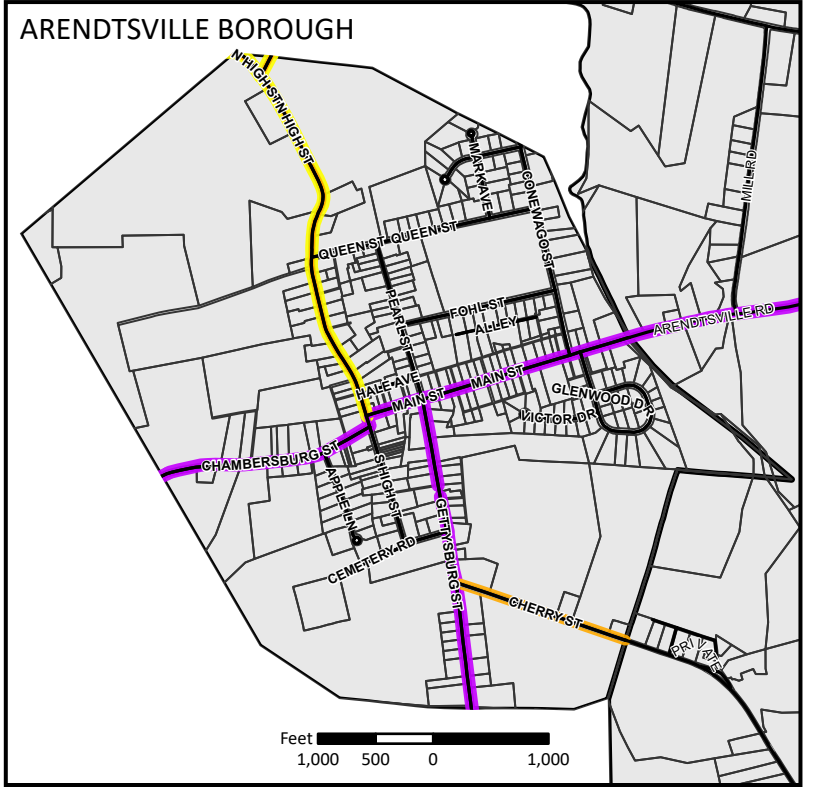 ARENDTSVILLE BOROUGH
N HIGH ST
N HIGH ST
MARK AVE
CONEWAGO ST
MILL RD
QUEEN ST
QUEEN ST
PEARL ST
FOHL ST
ALLEY
ARENDTSVILLE RD
HALE AVE
MAIN ST
MAIN ST
GLENWOOD DR
VICTOR DR
CHAMBERSBURG ST
APPLE LN
S HIGH ST
GETTYSBURG ST
CEMETERY RD
CHERRY ST
PRIVATE
Feet
1,000 500 0 1,000